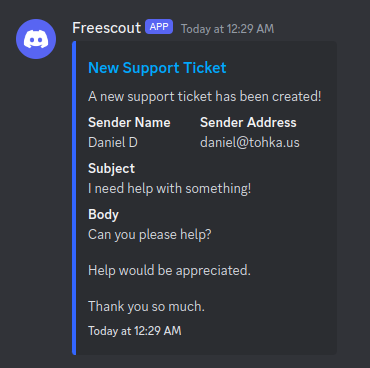 Freescout APP Today at 12:29 AM
New Support Ticket
A new support ticket has been created!
Sender Name Sender Address
Daniel D daniel@tohka.us
Subject
I need help with something!
Body
Can you please help?
Help would be appreciated.
Thank you so much.
Today at 12:29 AM